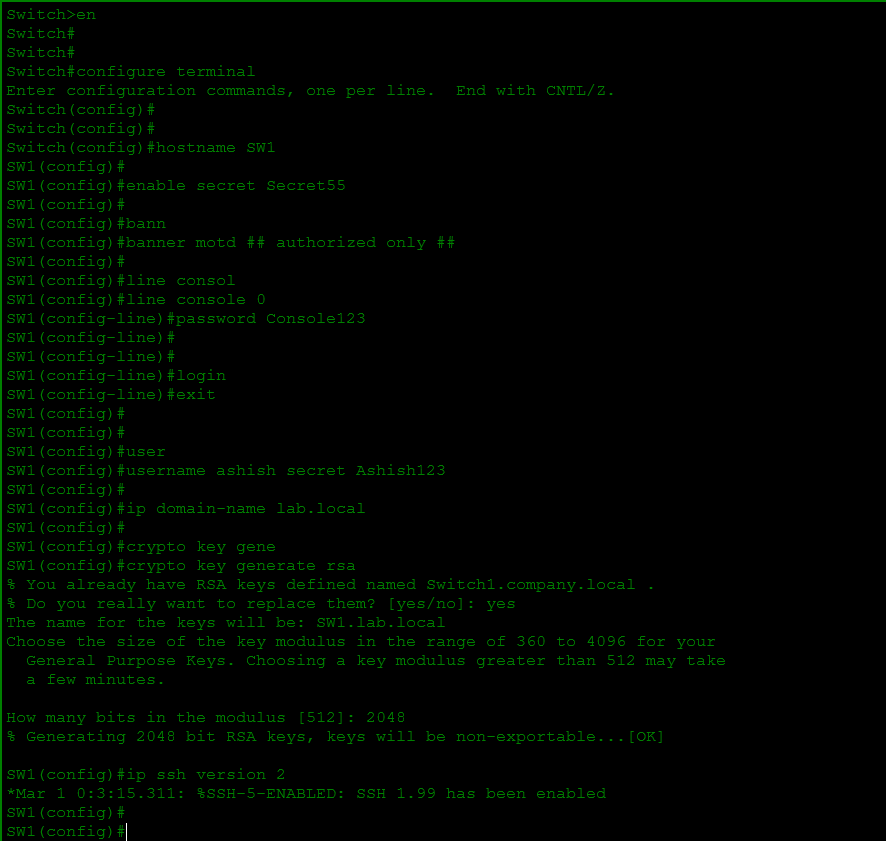 Switch>en
Switch#
Switch#
Switch#configure terminal
Enter configuration commands, one per line.  End with CNTL/Z.
Switch(config)#
Switch(config)#
Switch(config)#hostname SW1
SW1(config)#
SW1(config)#enable secret Secret55
SW1(config)#
SW1(config)#bann
SW1(config)#banner motd ## authorized only ##
SW1(config)#
SW1(config)#line consol
SW1(config)#line console 0
SW1(config-line)#password Console123
SW1(config-line)#
SW1(config-line)#
SW1(config-line)#login
SW1(config-line)#exit
SW1(config)#
SW1(config)#
SW1(config)#user
SW1(config)#username ashish secret Ashish123
SW1(config)#
SW1(config)#ip domain-name lab.local
SW1(config)#
SW1(config)#crypto key gene
SW1(config)#crypto key generate rsa
% You already have RSA keys defined named Switch1.company.local .
% Do you really want to replace them? [yes/no]: yes
The name for the keys will be: SW1.lab.local
Choose the size of the key modulus in the range of 360 to 4096 for your
  General Purpose Keys. Choosing a key modulus greater than 512 may take
  a few minutes.

How many bits in the modulus [512]: 2048
% Generating 2048 bit RSA keys, keys will be non-exportable...[OK]

SW1(config)#ip ssh version 2
*Mar 1 0:3:15.311: %SSH-5-ENABLED: SSH 1.99 has been enabled
SW1(config)#
SW1(config)#